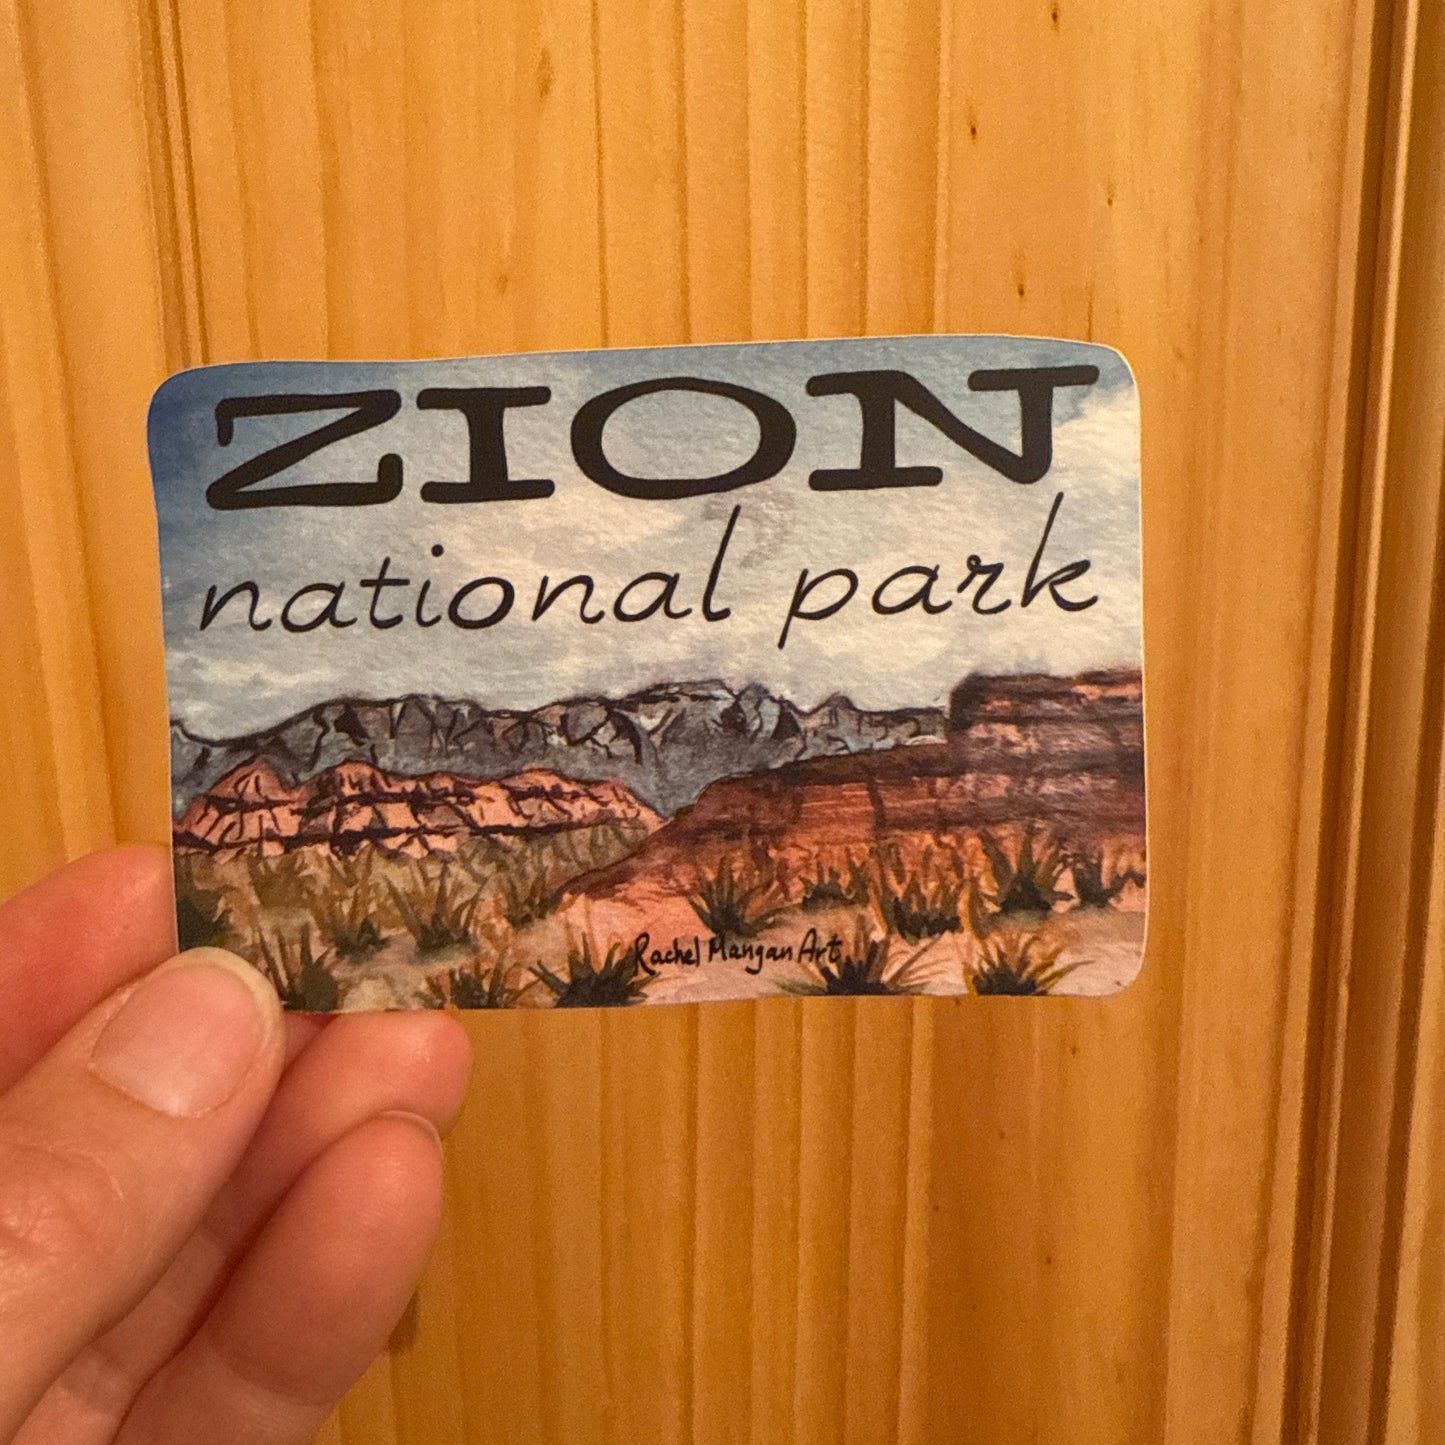 ZION
national park
Rachel Mangan Art